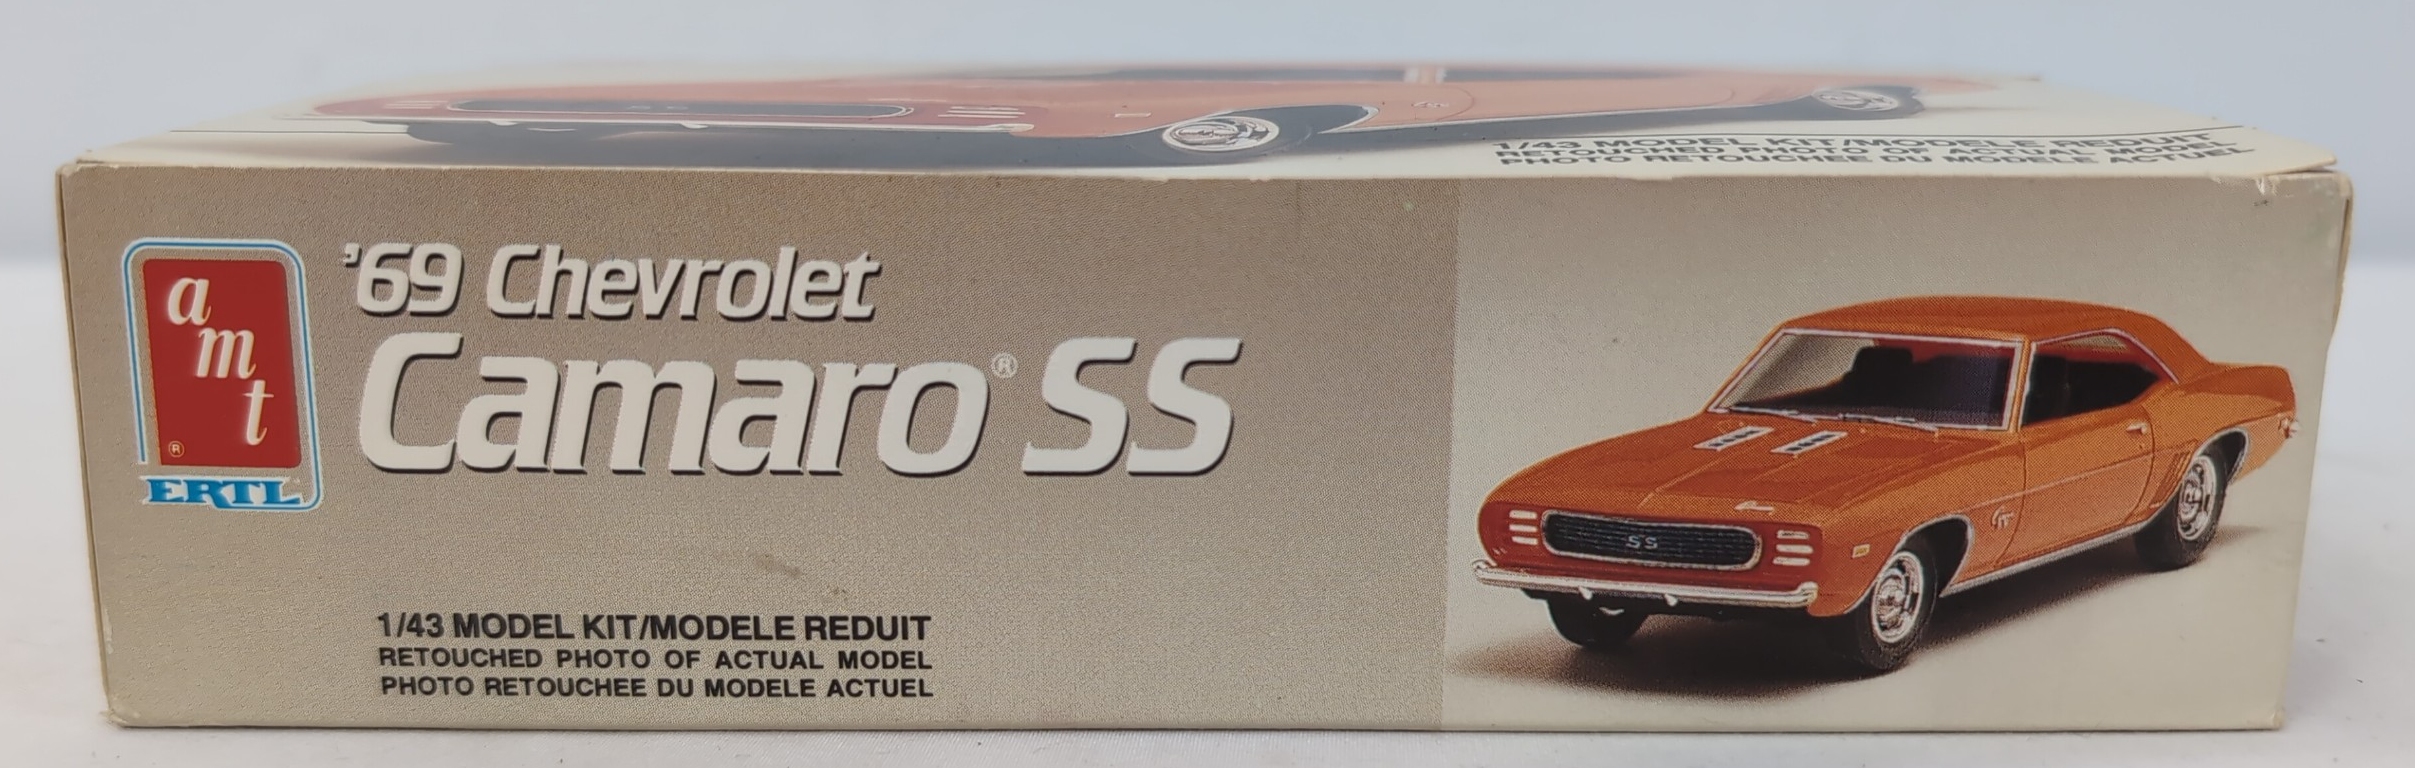 1/43 MODEL KIT/MODELE REDUIT
RETOUCHED PHOTO OF ACTUAL MODEL
PHOTO RETOUCHEE DU MODELE ACTUEL
a
m
t
®
ERTL
'69 Chevrolet
Camaro® SS
SS
1/43 MODEL KIT/MODELE REDUIT
RETOUCHED PHOTO OF ACTUAL MODEL
PHOTO RETOUCHEE DU MODELE ACTUEL